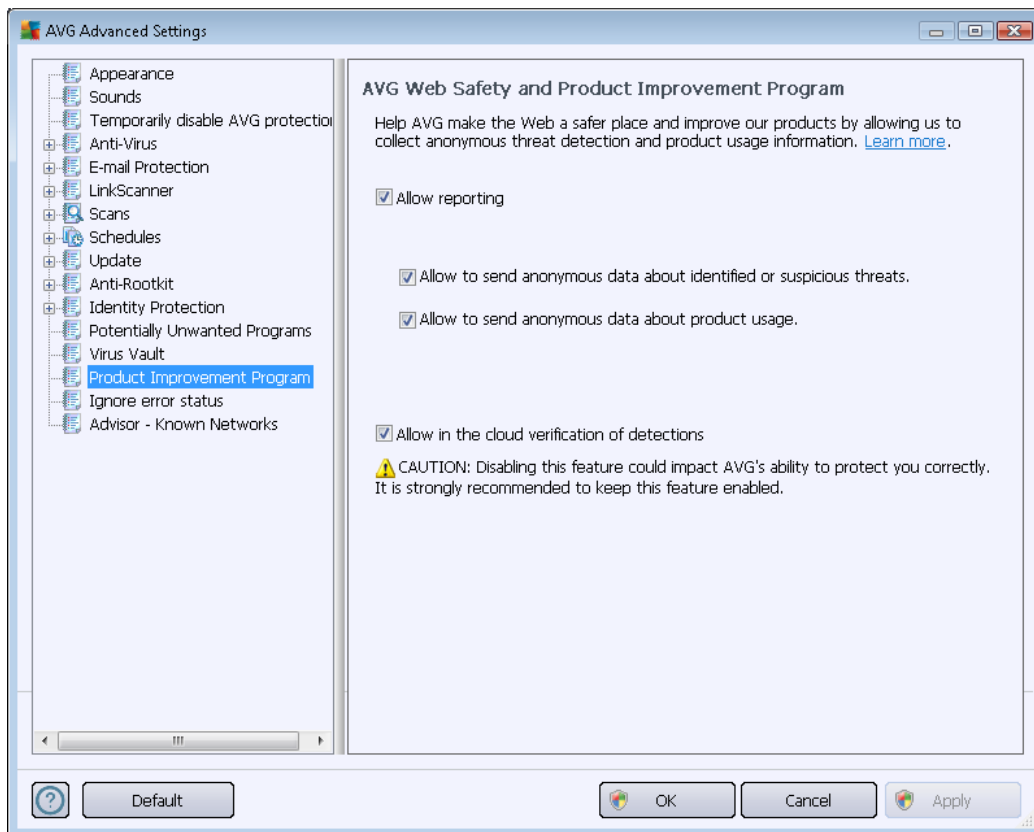 AVG Advanced Settings
Appearance
Sounds
Temporarily disable AVG protection
Anti-Virus
E-mail Protection
LinkScanner
Scans
Schedules
Update
Anti-Rootkit
Identity Protection
Potentially Unwanted Programs
Virus Vault
Product Improvement Program
Ignore error status
Advisor - Known Networks
AVG Web Safety and Product Improvement Program
Help AVG make the Web a safer place and improve our products by allowing us to
collect anonymous threat detection and product usage information. Learn more.
Allow reporting
Allow to send anonymous data about identified or suspicious threats.
Allow to send anonymous data about product usage.
Allow in the cloud verification of detections
CAUTION: Disabling this feature could impact AVG's ability to protect you correctly.
It is strongly recommended to keep this feature enabled.
?
Default
OK
Cancel
Apply